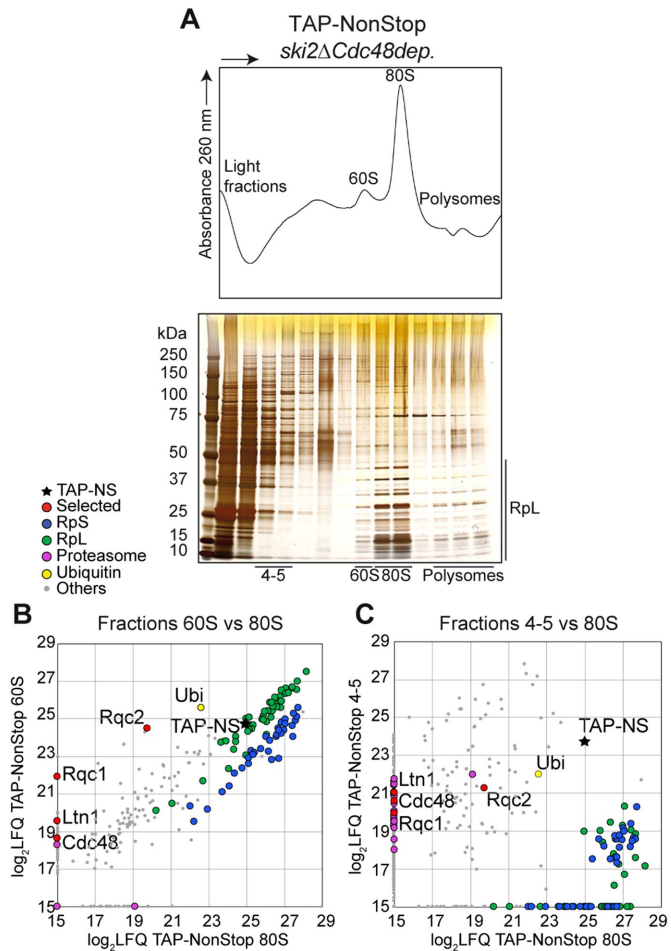 A
TAP-NonStop
ski2ΔCdc48dep.
Absorbance 260 nm
Light
fractions
60S
80S
Polysomes
kDa
250
150
100
75
50
37
25
15
10
RpL
4-5
60S
80S
Polysomes
TAP-NS
Selected
RpS
RpL
Proteasome
Ubiquitin
Others
B
Fractions 60S vs 80S
log2LFQ TAP-NonStop 60S
29
27
25
23
21
19
17
15
Rqc2
Ubi
TAP-NS
Rqc1
Ltn1
Cdc48
15 17 19 21 23 25 27 29
log2LFQ TAP-NonStop 80S
C
Fractions 4-5 vs 80S
log2LFQ TAP-NonStop 4-5
29
27
25
23
21
19
17
15
TAP-NS
Ubi
Rqc2
Ltn1
Cdc48
Rqc1
15 17 19 21 23 25 27 29
log2LFQ TAP-NonStop 80S